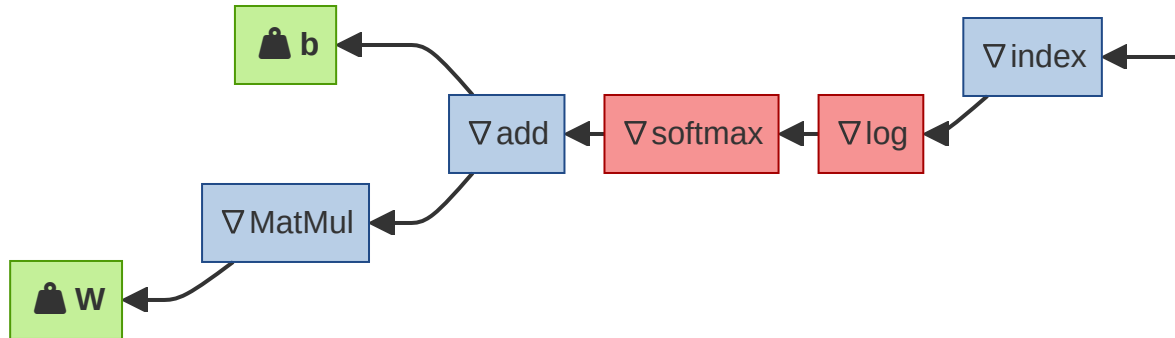 b
∇index
∇add
∇softmax
∇log
∇MatMul
W